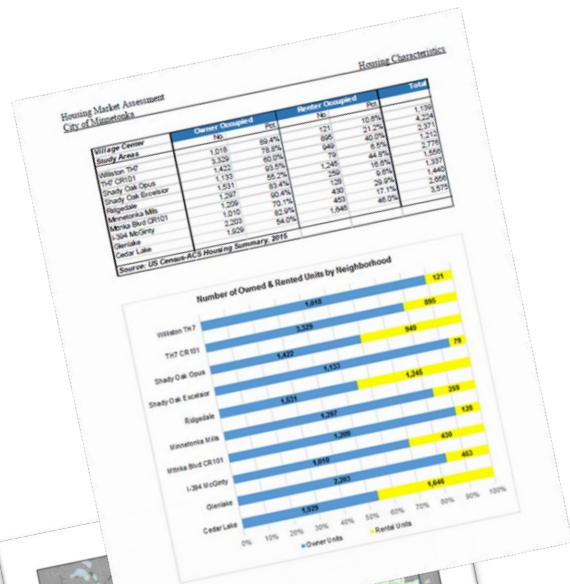 Housing Market Assessment Housing Characteristics
City of Minnetonka
Village Center Owner Occupied Renter Occupied Total
Study Areas No. Pct. No. Pct.
Williston TH7 1,018 89.4% 121 10.6% 1,139
TH7 CR101 3,329 78.8% 895 21.2% 4,224
Shady Oak Opus 1,422 60.0% 949 40.0% 2,371
Shady Oak Excelsior 1,133 93.5% 79 6.5% 1,212
Ridgedale 1,531 55.2% 1,245 44.8% 2,776
Minnetonka Mills 1,297 83.4% 259 16.6% 1,556
Mtnka Blvd CR101 1,209 90.4% 128 9.6% 1,337
I-394 McGinty 1,010 70.1% 430 29.9% 1,440
Glenlake 2,203 82.9% 453 17.1% 2,656
Cedar Lake 1,929 54.0% 1,646 46.0% 3,575
Source: US Census-ACS Housing Summary, 2015
Number of Owned & Rented Units by Neighborhood
Williston TH7 1,018 121
TH7 CR101 3,329 895
Shady Oak Opus 1,422 949
Shady Oak Excelsior 1,133 79
Ridgedale 1,531 1,245
Minnetonka Mills 1,297 259
Mtnka Blvd CR101 1,209 128
I-394 McGinty 1,010 430
Glenlake 2,203 453
Cedar Lake 1,929 1,646
0% 10% 20% 30% 40% 50% 60% 70% 80% 90% 100%
Owner Units Rental Units